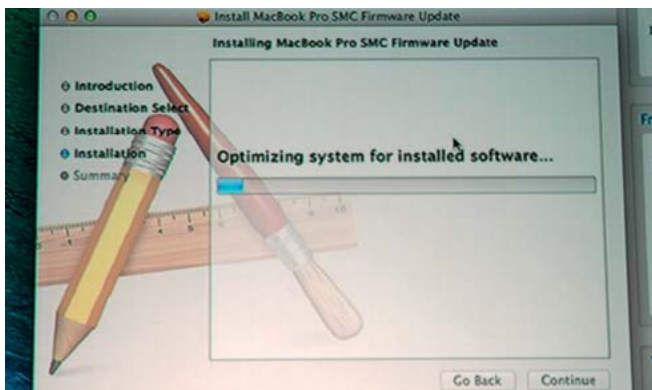 Install MacBook Pro SMC Firmware Update
Installing MacBook Pro SMC Firmware Update
Introduction
Destination Select
Installation Type
Installation
Summary
Optimizing system for installed software...
Go Back
Continue